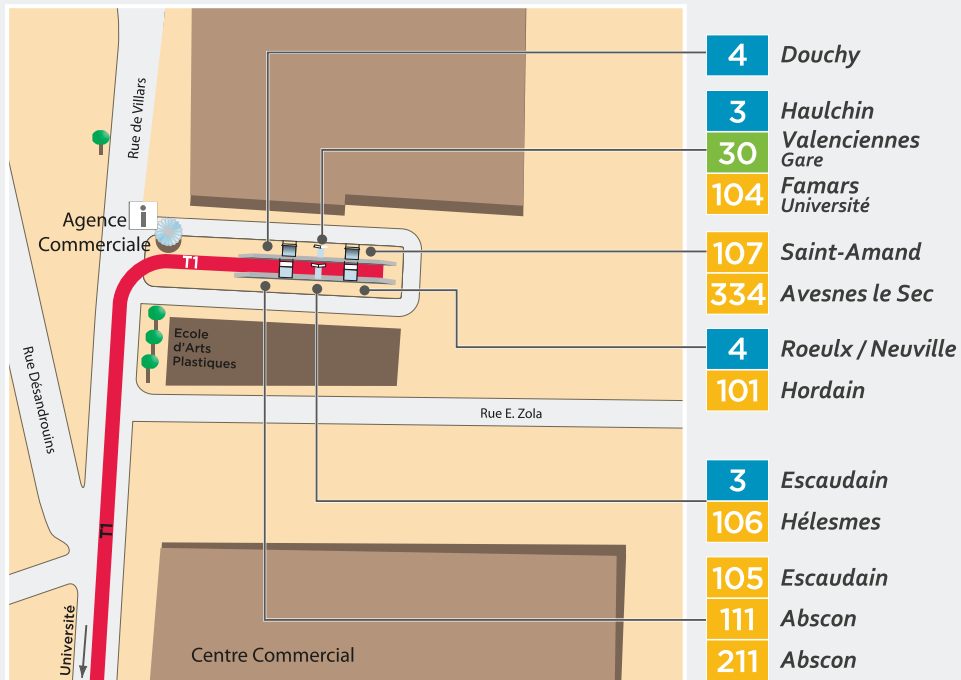 Rue de Villars
Agence
Commerciale
i
T1
Ecole
d'Arts
Plastiques
Rue Désandrouins
Rue E. Zola
T1
Université
Centre Commercial
4 Douchy
3 Haulchin
30 Valenciennes
Gare
104 Famars
Université
107 Saint-Amand
334 Avesnes le Sec
4 Roeulx / Neuville
101 Hordain
3 Escaudain
106 Hélesmes
105 Escaudain
111 Abscon
211 Abscon